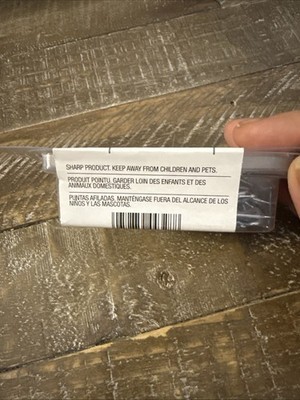 SHARP PRODUCT. KEEP AWAY FROM CHILDREN AND PETS.
PRODUIT POINTU. GARDER LOIN DES ENFANTS ET DES
ANIMAUX DOMESTIQUES.
PUNTAS AFILADAS. MANTÉNGASE FUERA DEL ALCANCE DE LOS
NIÑOS Y LAS MASCOTAS.